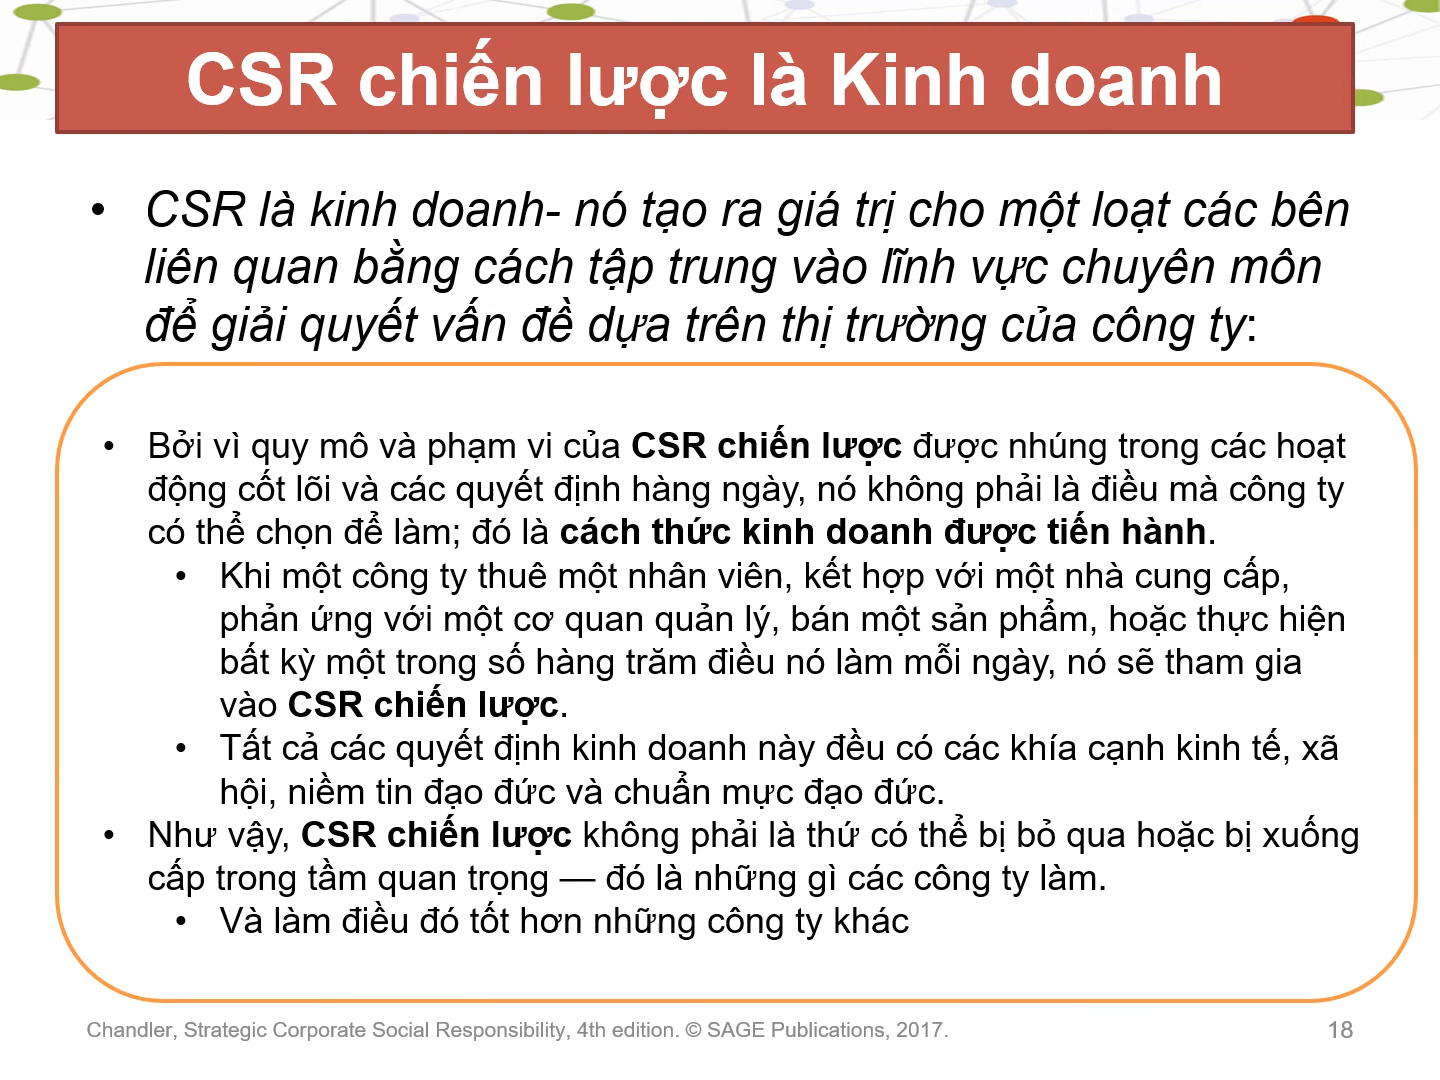 CSR chiến lược là Kinh doanh
• CSR là kinh doanh- nó tạo ra giá trị cho một loạt các bên
liên quan bằng cách tập trung vào lĩnh vực chuyên môn
để giải quyết vấn đề dựa trên thị trường của công ty:
• Bởi vì quy mô và phạm vi của CSR chiến lược được nhúng trong các hoạt
động cốt lõi và các quyết định hàng ngày, nó không phải là điều mà công ty
có thể chọn để làm; đó là cách thức kinh doanh được tiến hành.
• Khi một công ty thuê một nhân viên, kết hợp với một nhà cung cấp,
phản ứng với một cơ quan quản lý, bán một sản phẩm, hoặc thực hiện
bất kỳ một trong số hàng trăm điều nó làm mỗi ngày, nó sẽ tham gia
vào CSR chiến lược.
• Tất cả các quyết định kinh doanh này đều có các khía cạnh kinh tế, xã
hội, niềm tin đạo đức và chuẩn mực đạo đức.
• Như vậy, CSR chiến lược không phải là thứ có thể bị bỏ qua hoặc bị xuống
cấp trong tầm quan trọng — đó là những gì các công ty làm.
• Và làm điều đó tốt hơn những công ty khác
Chandler, Strategic Corporate Social Responsibility, 4th edition. © SAGE Publications, 2017.
18